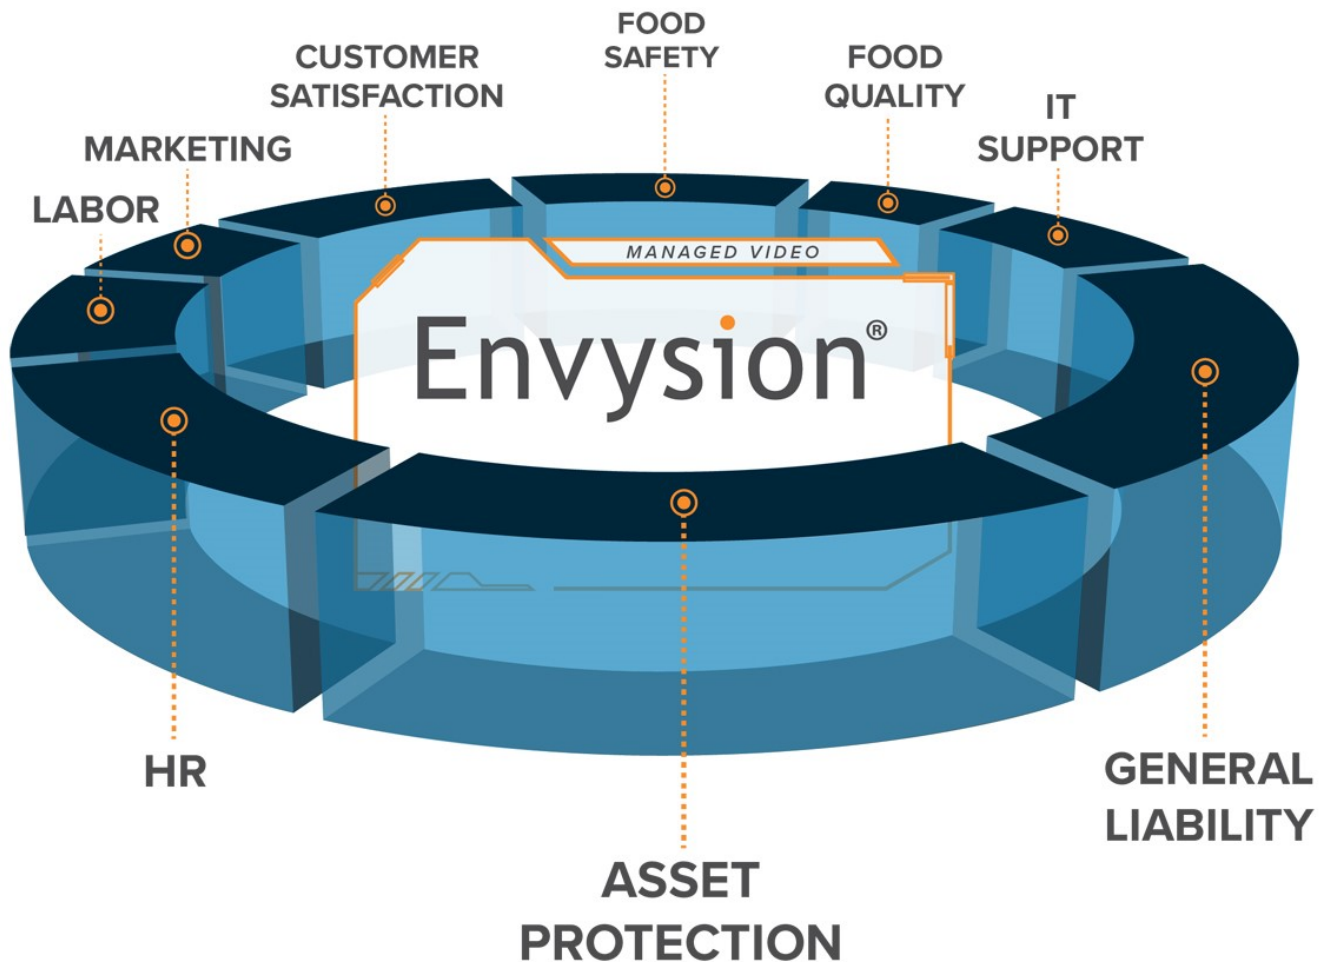 FOOD
SAFETY
CUSTOMER
SATISFACTION
FOOD
QUALITY
IT
SUPPORT
MARKETING
LABOR
MANAGED VIDEO
Envysion®
HR
GENERAL
LIABILITY
ASSET
PROTECTION